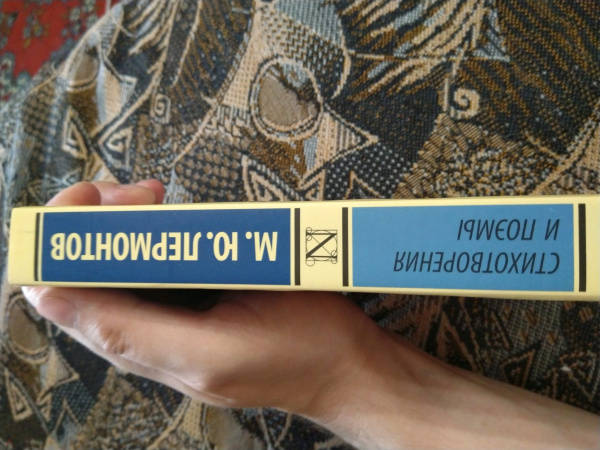 М. Ю. ЛЕРМОНТОВ
СТИХОТВОРЕНИЯ
И ПОЭМЫ